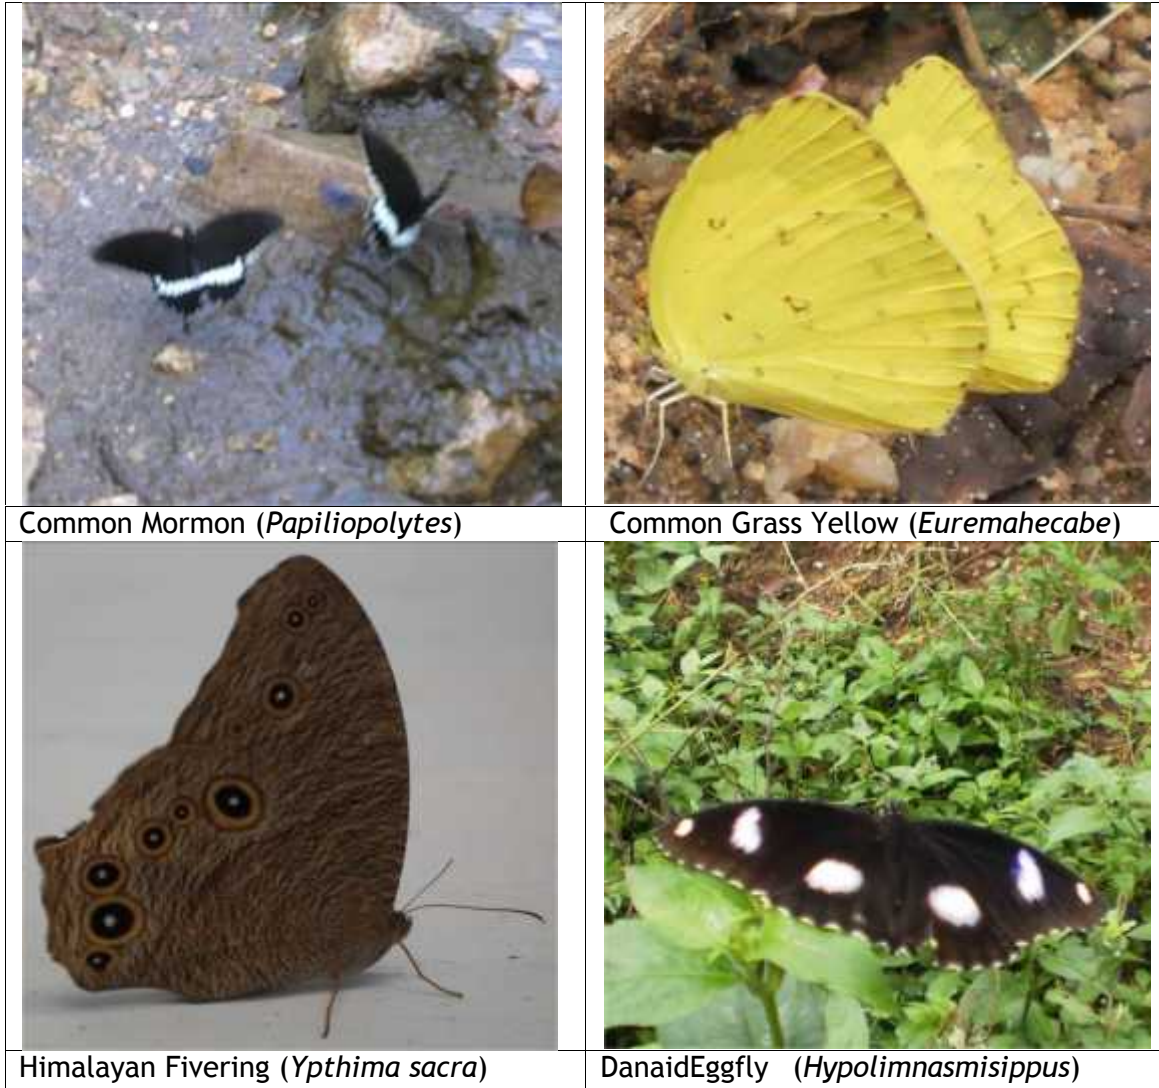 Common Mormon (Papiliopolytes)
Common Grass Yellow (Euremahecabe)
Himalayan Fivering (Ypthima sacra)
DanaidEggfly (Hypolimnasmisippus)